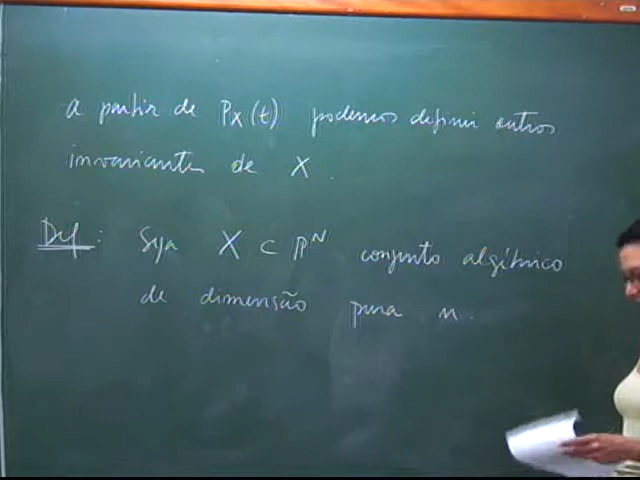 a partir de Px(t) podemos definir outros
invariantes de X.
Def: Seja X ⊂ ℙᴺ conjunto algébrico
de dimensão pura n.